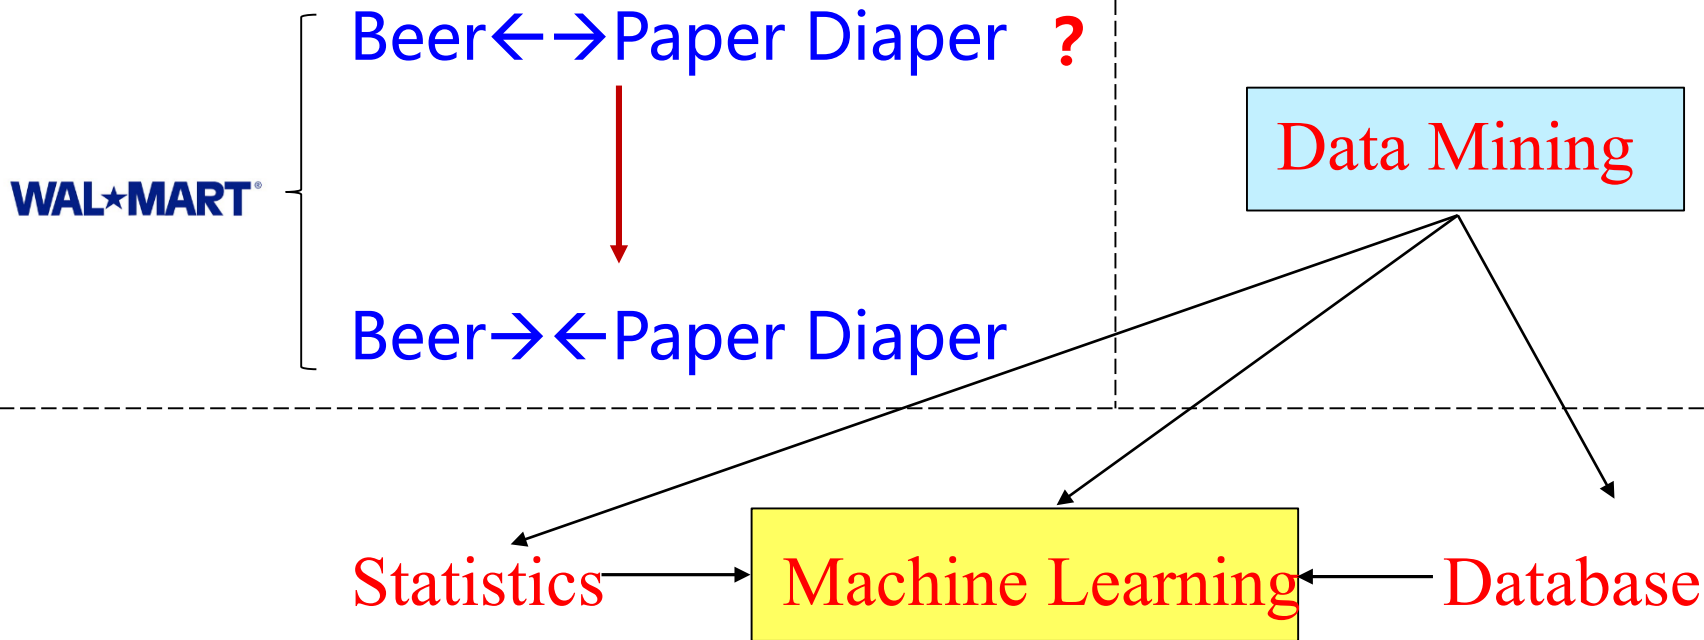 Beer←→Paper Diaper ?
Data Mining
WAL★MART®
Beer→←Paper Diaper
Statistics
Machine Learning
Database